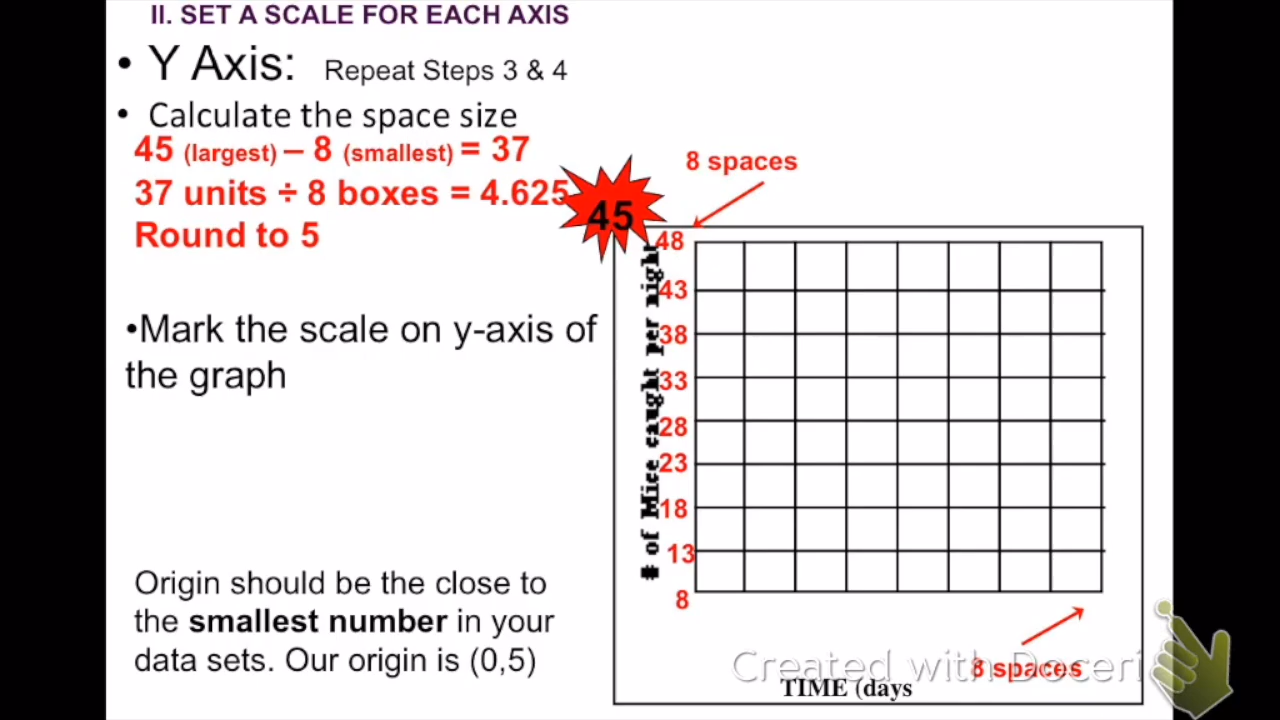 II. SET A SCALE FOR EACH AXIS
• Y Axis: Repeat Steps 3 & 4
• Calculate the space size
45 (largest) – 8 (smallest) = 37
37 units ÷ 8 boxes = 4.625
Round to 5
•Mark the scale on y-axis of
the graph
Origin should be the close to
the smallest number in your
data sets. Our origin is (0,5)
45
8 spaces
# of Mice caught per night
48
43
38
33
28
23
18
13
8
8 spaces
TIME (days
Created with Doceri